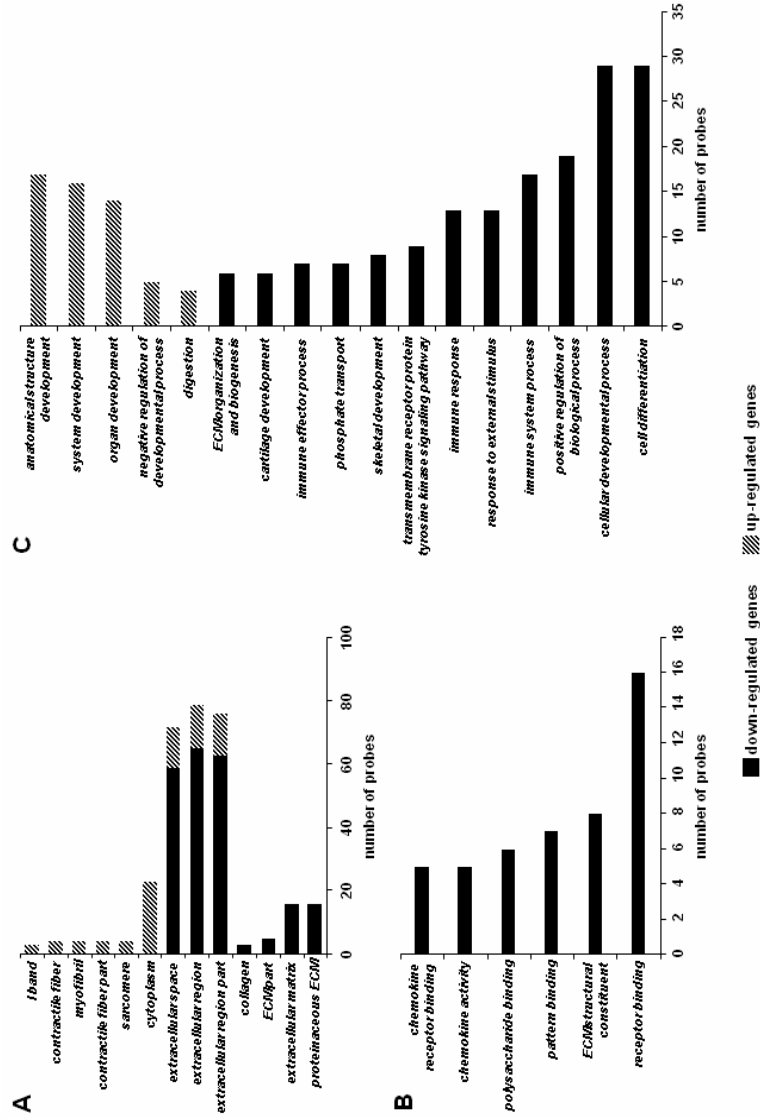 A
I band
contractile fiber
myofibril
contractile fiber part
sarcomere
cytoplasm
extracellular space
extracellular region
extracellular region part
collagen
ECM part
extracellular matrix
proteinaceous ECM
0 20 40 60 80 100
number of probes
B
chemokine
receptor binding
chemokine activity
polysaccharide binding
pattern binding
ECM structural
constituent
receptor binding
0 2 4 6 8 10 12 14 16 18
number of probes
C
anatomical structure
development
system development
organ development
negative regulation of
developmental process
digestion
ECM organization
and biogenesis
cartilage development
immune effector process
phosphate transport
skeletal development
transmembrane receptor protein
tyrosine kinase signaling pathway
immune response
response to external stimulus
immune system process
positive regulation of
biological process
cellular developmental process
cell differentiation
0 5 10 15 20 25 30 35
number of probes
down-regulated genes
up-regulated genes